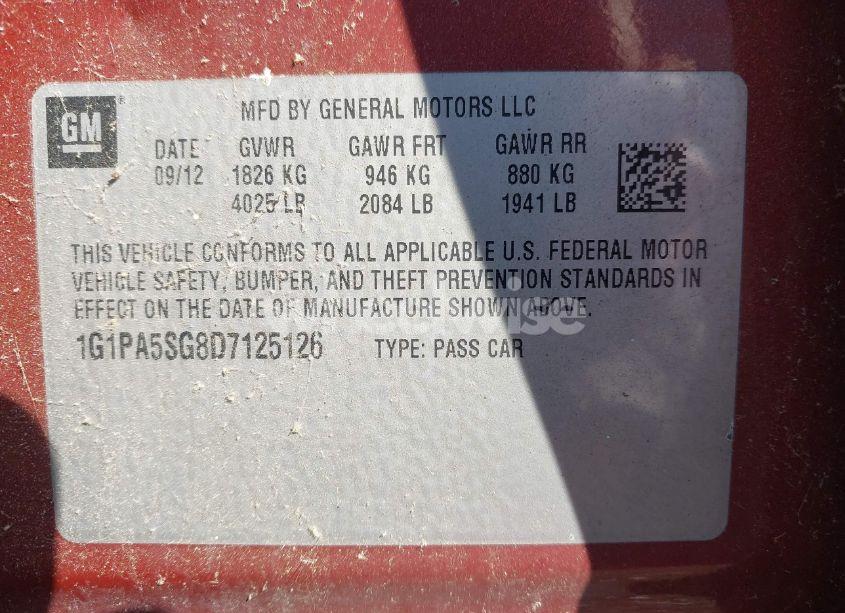 GM
MFD BY GENERAL MOTORS LLC
DATE GVWR GAWR FRT GAWR RR
09/12 1826 KG 946 KG 880 KG
4025 LB 2084 LB 1941 LB
THIS VEHICLE CONFORMS TO ALL APPLICABLE U.S. FEDERAL MOTOR
VEHICLE SAFETY, BUMPER, AND THEFT PREVENTION STANDARDS IN
EFFECT ON THE DATE OF MANUFACTURE SHOWN ABOVE.
1G1PA5SG8D7125126 TYPE: PASS CAR